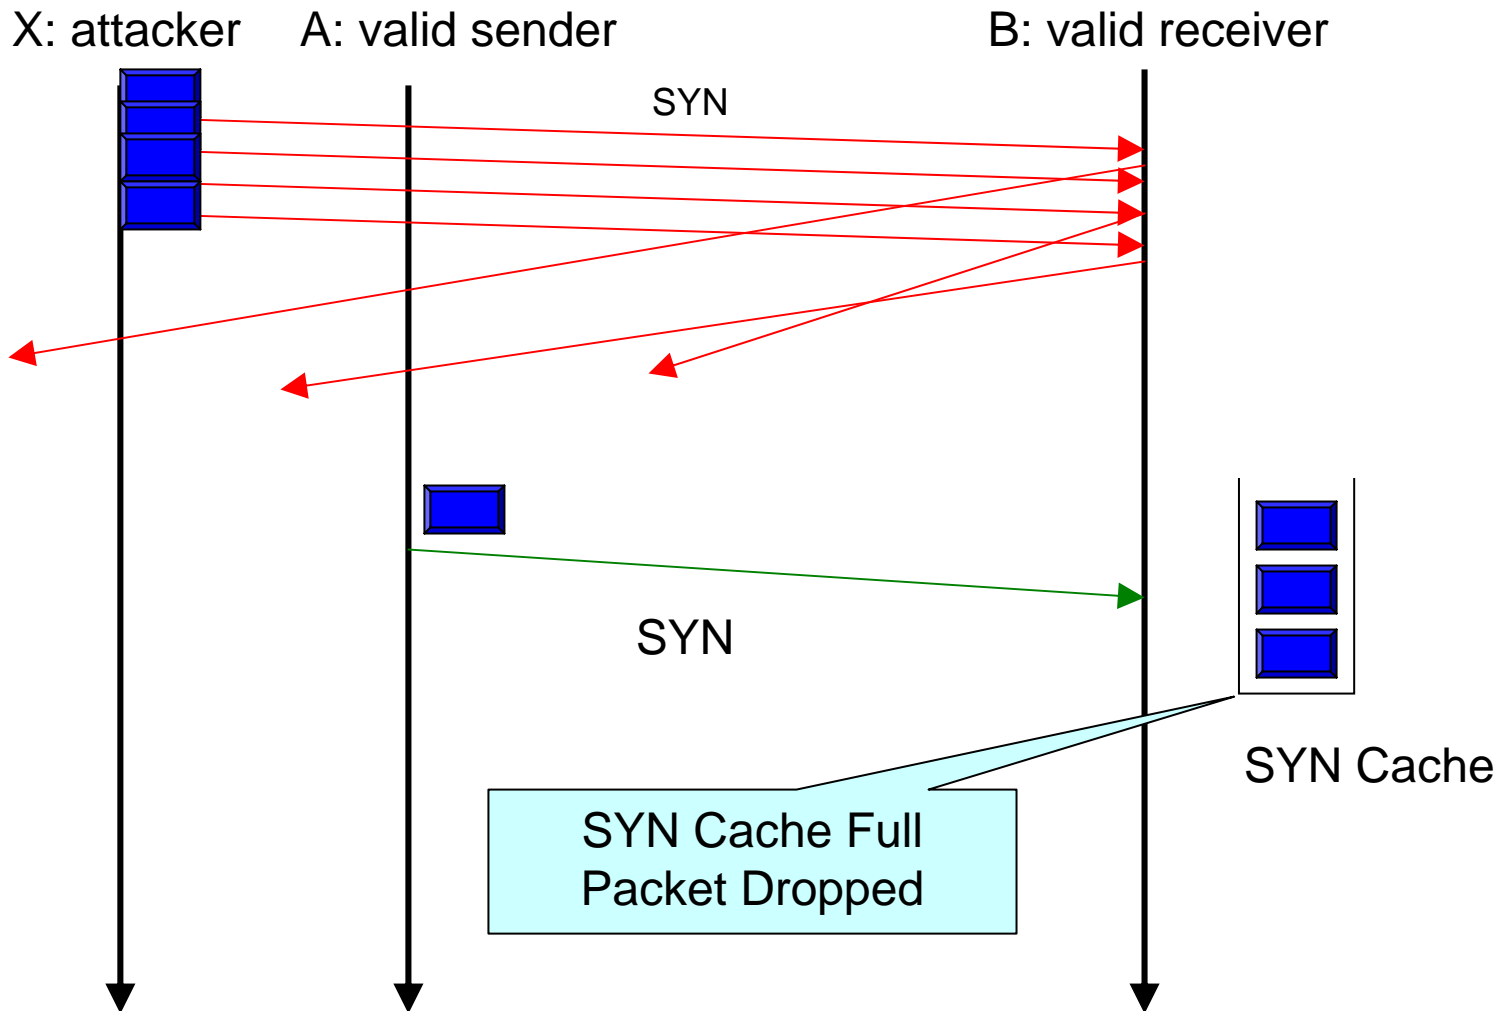 X: attacker
A: valid sender
B: valid receiver
SYN
SYN
SYN Cache
SYN Cache Full
Packet Dropped